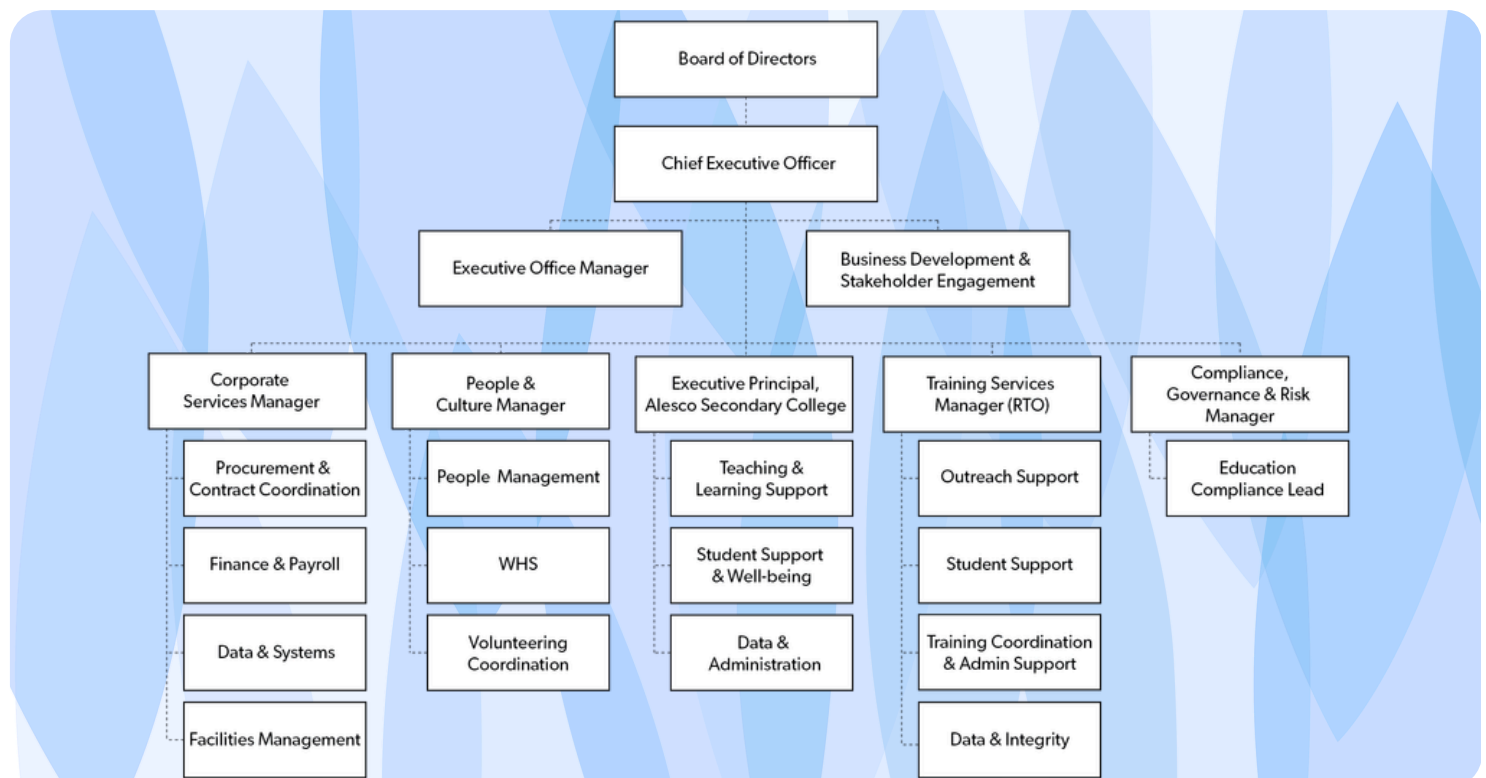 Board of Directors
Chief Executive Officer
Executive Office Manager
Business Development &
Stakeholder Engagement
Corporate
Services Manager
Procurement &
Contract Coordination
Finance & Payroll
Data & Systems
Facilities Management
People &
Culture Manager
People Management
WHS
Volunteering
Coordination
Executive Principal,
Alesco Secondary College
Teaching &
Learning Support
Student Support
& Well-being
Data &
Administration
Training Services
Manager (RTO)
Outreach Support
Student Support
Training Coordination
& Admin Support
Data & Integrity
Compliance,
Governance & Risk
Manager
Education
Compliance Lead